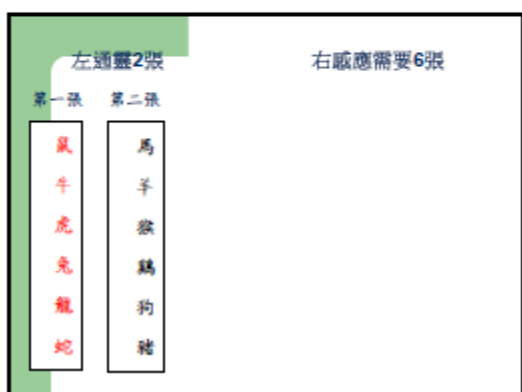 左通靈2張 右感應需要6張
第一張 第二張
鼠 馬
牛 羊
虎 猴
兔 鷄
龍 狗
蛇 豬